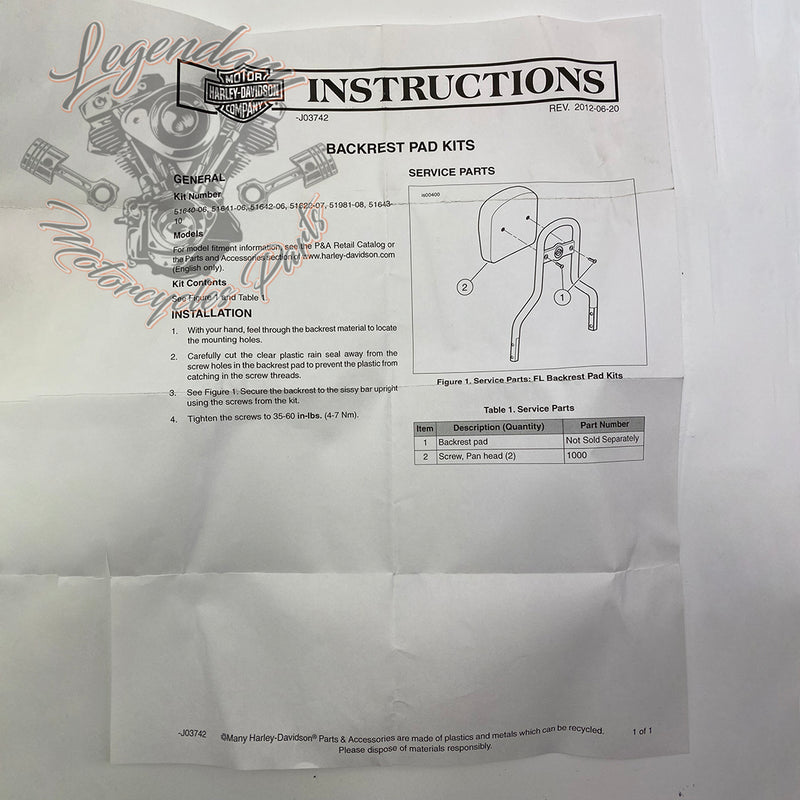 Legendary
Motorcycles Parts
MOTOR
HARLEY-DAVIDSON
COMPANY
INSTRUCTIONS
-J03742
REV. 2012-06-20
BACKREST PAD KITS
GENERAL
Kit Number
51640-06, 51641-06, 51642-06, 51620-07, 51981-08, 51643-
10
Models
For model fitment information, see the P&A Retail Catalog or
the Parts and Accessories section of www.harley-davidson.com
(English only).
Kit Contents
See Figure 1 and Table 1.
INSTALLATION
1. With your hand, feel through the backrest material to locate
the mounting holes.
2. Carefully cut the clear plastic rain seal away from the
screw holes in the backrest pad to prevent the plastic from
catching in the screw threads.
3. See Figure 1. Secure the backrest to the sissy bar upright
using the screws from the kit.
4. Tighten the screws to 35-60 in-lbs. (4-7 Nm).
SERVICE PARTS
is00400
2
1
Figure 1. Service Parts: FL Backrest Pad Kits
Table 1. Service Parts
Item Description (Quantity) Part Number
1 Backrest pad Not Sold Separately
2 Screw, Pan head (2) 1000
-J03742
©Many Harley-Davidson® Parts & Accessories are made of plastics and metals which can be recycled.
Please dispose of materials responsibly.
1 of 1